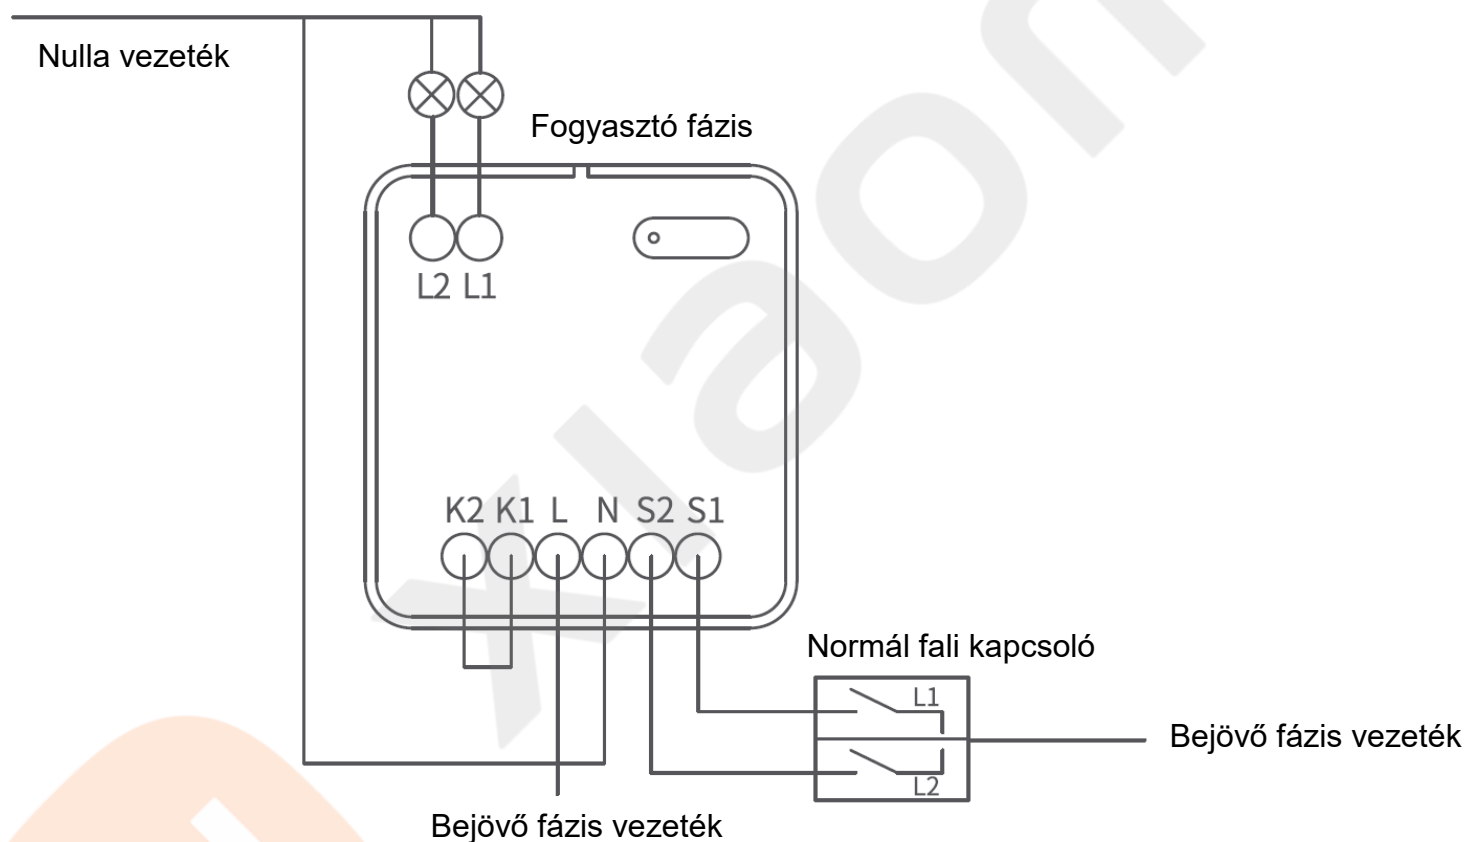 Nulla vezeték
Fogyasztó fázis
L2 L1
K2 K1 L N S2 S1
Normál fali kapcsoló
L1
Bejövő fázis vezeték
L2
Bejövő fázis vezeték
xiaom